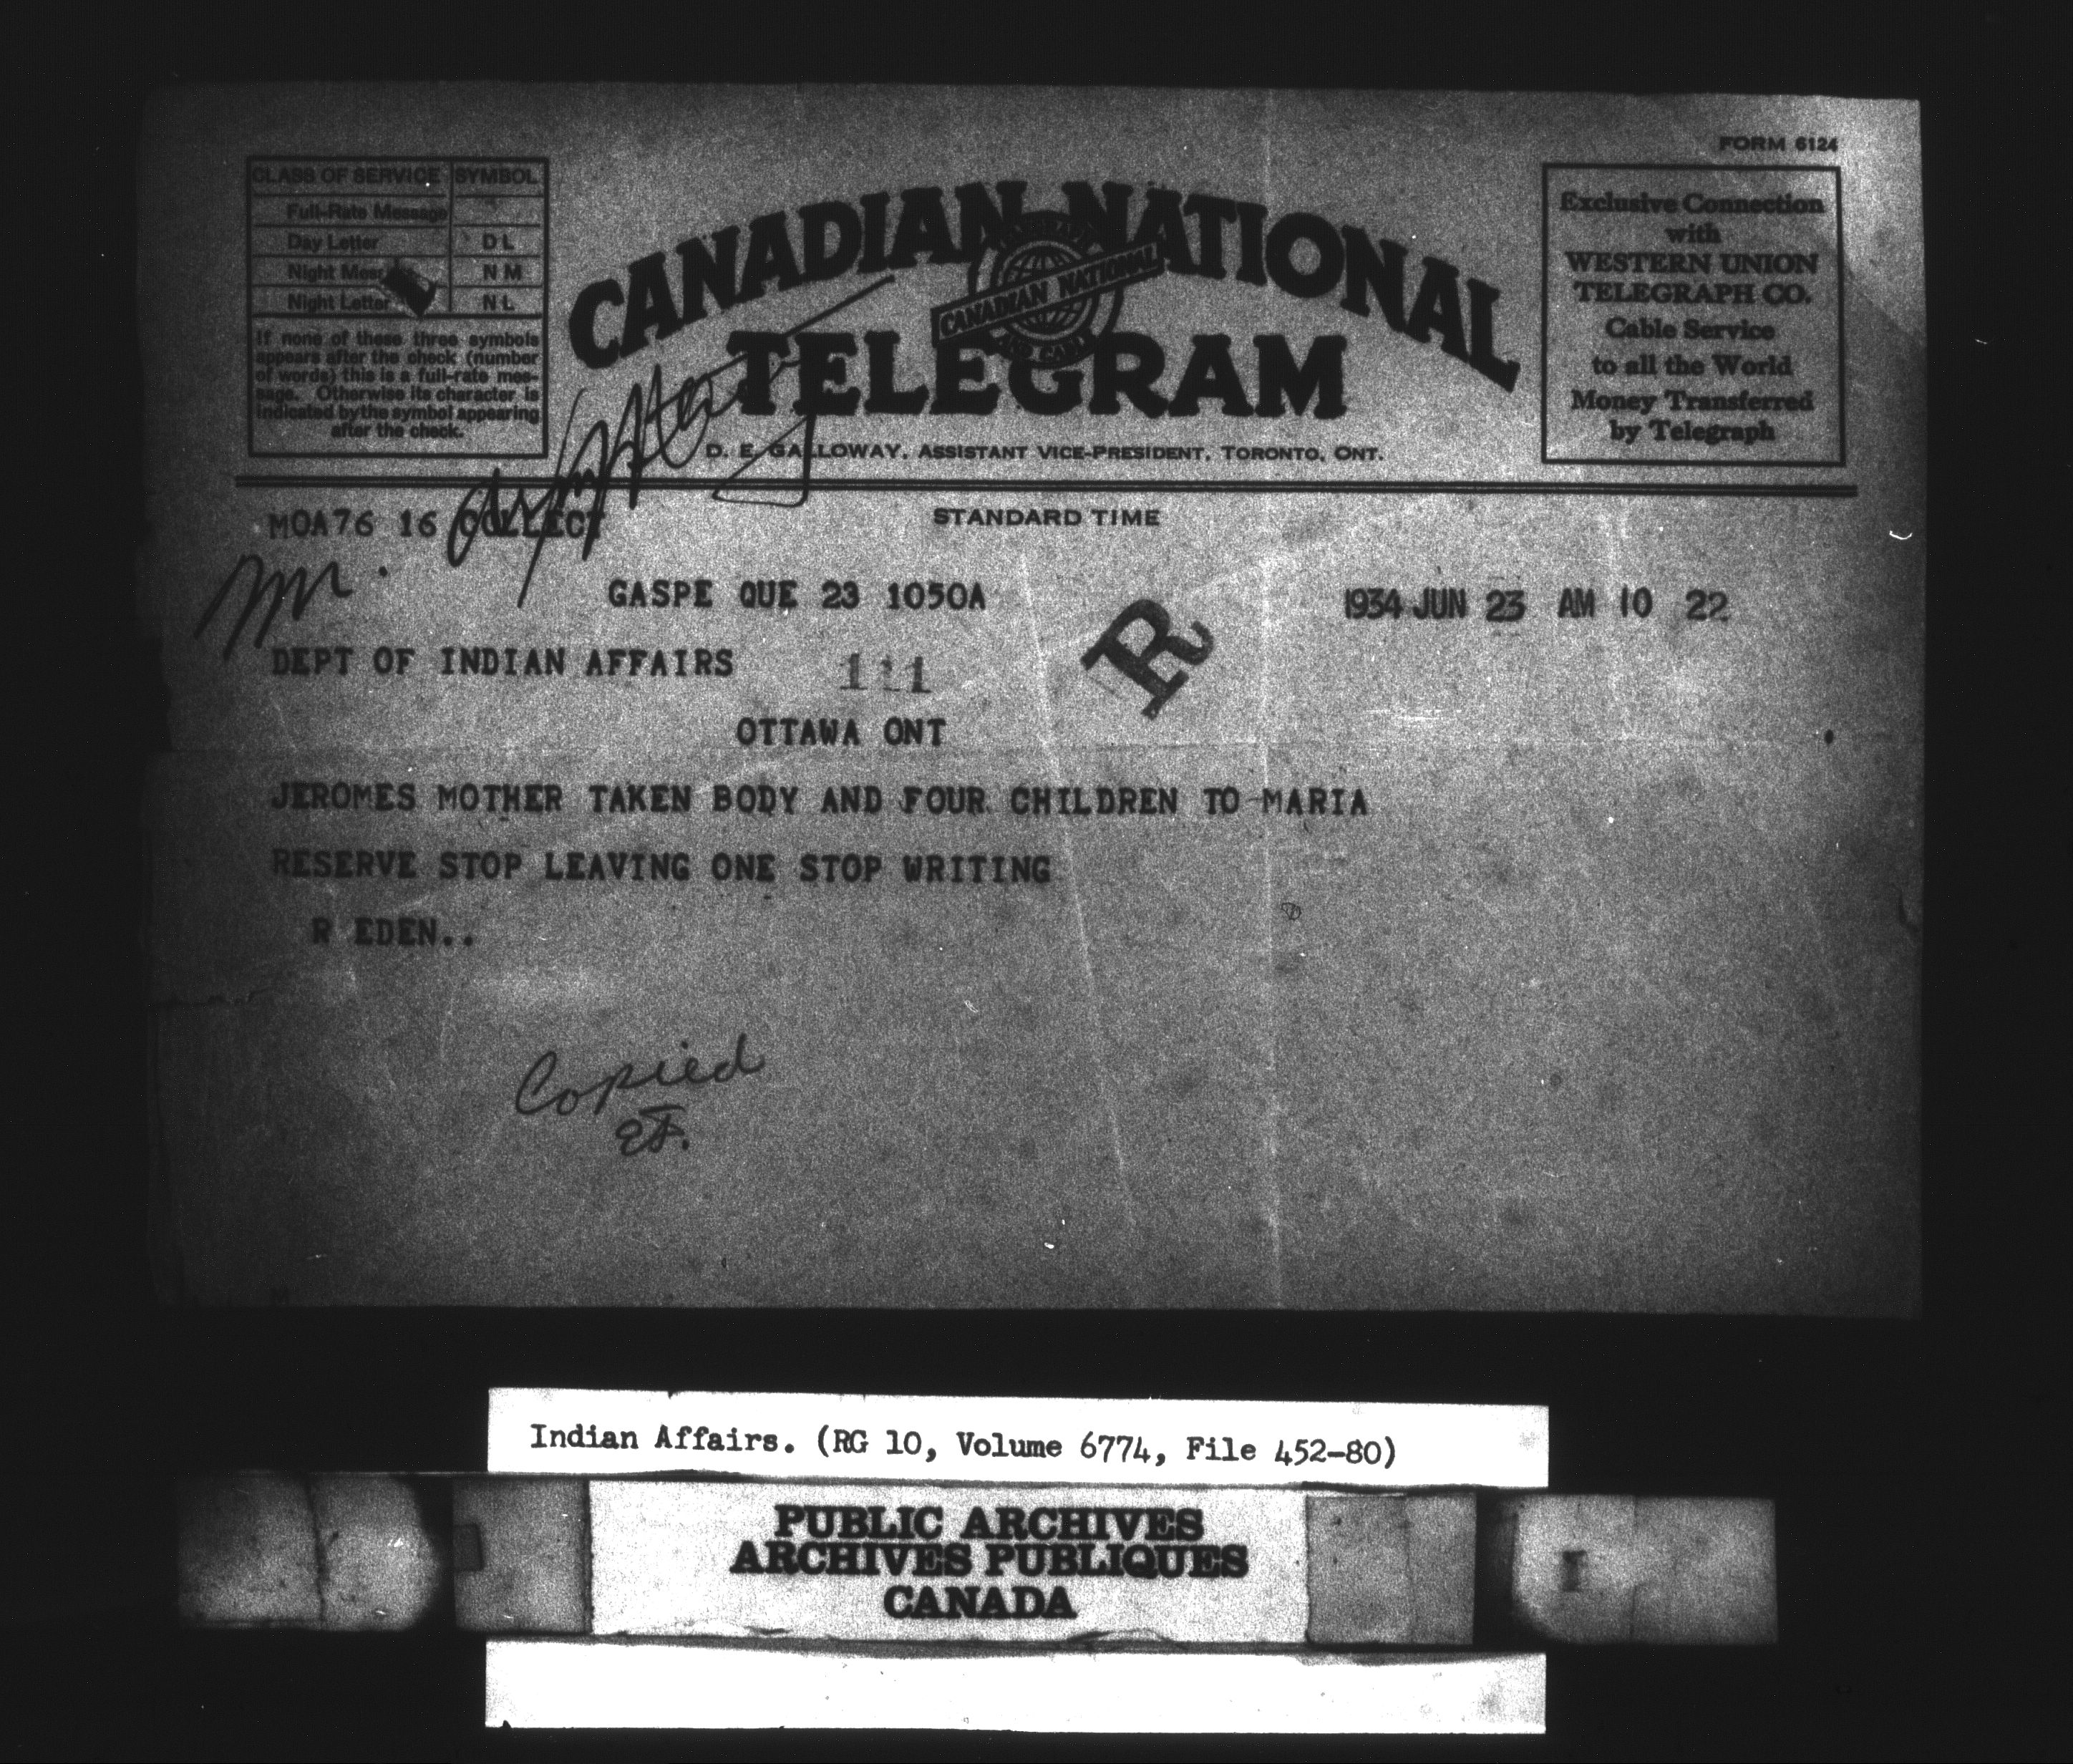 FORM 6124
CLASS OF SERVICE SYMBOL
Full-Rate Message
Day Letter D L
Night N M
Night Letter N L
If none of these three symbols
appears after the check (number
of words) this is a full-rate mes-
sage. Otherwise its character is
indicated by the symbol appearing
after the check.
CANADIAN NATIONAL
TELEGRAM
CANADIAN NATIONAL
D. E. GALLOWAY, ASSISTANT VICE-PRESIDENT, TORONTO, ONT.
Exclusive Connection
with
WESTERN UNION
TELEGRAPH CO.
Cable Service
to all the World
Money Transferred
by Telegraph
MOA76 16 COLLECT
STANDARD TIME
Mr.
GASPE QUE 23 1050A
1934 JUN 23 AM 10 22
R
DEPT OF INDIAN AFFAIRS
OTTAWA ONT
JEROMES MOTHER TAKEN BODY AND FOUR CHILDREN TO MARIA
RESERVE STOP LEAVING ONE STOP WRITING
R EDEN..
Copied
Indian Affairs. (RG 10, Volume 6774, File 452-80)
PUBLIC ARCHIVES
ARCHIVES PUBLIQUES
CANADA